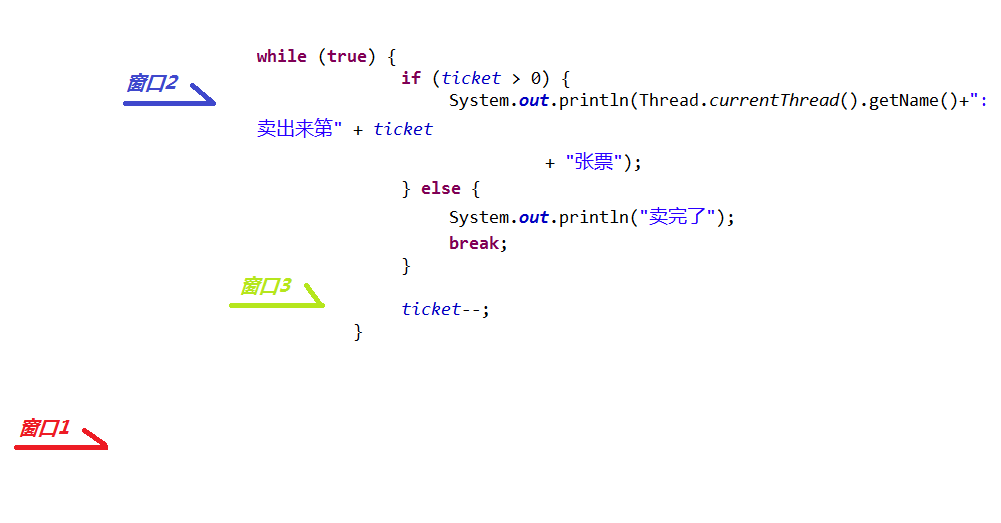 while (true) {
窗口2
if (ticket > 0) {
System.out.println(Thread.currentThread().getName()+":
卖出来第" + ticket
+ "张票");
} else {
System.out.println("卖完了");
break;
}
窗口3
ticket--;
}
窗口1